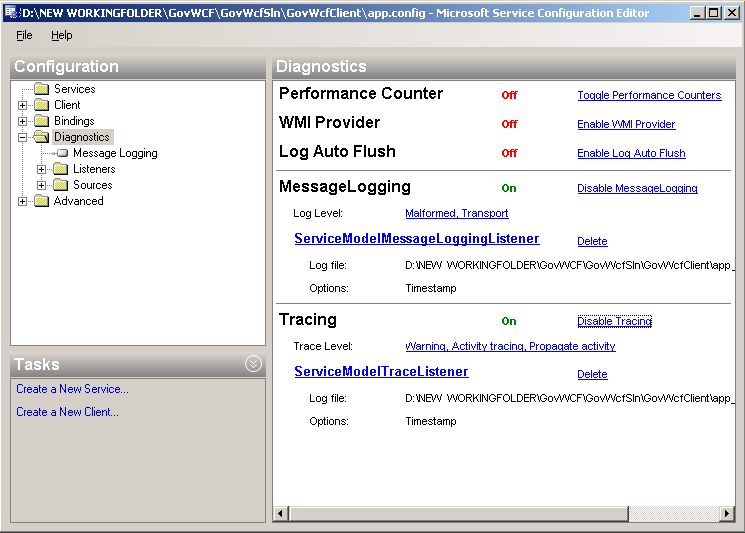 D:\NEW WORKINGFOLDER\GovWCF\GovWcfSln\GovWcfClient\app.config - Microsoft Service Configuration Editor
File Help
Configuration
Services
Client
Bindings
Diagnostics
Message Logging
Listeners
Sources
Advanced
Tasks
Create a New Service...
Create a New Client...
Diagnostics
Performance Counter Off Toggle Performance Counters
WMI Provider Off Enable WMI Provider
Log Auto Flush Off Enable Log Auto Flush
MessageLogging On Disable MessageLogging
Log Level: Malformed, Transport
ServiceModelMessageLoggingListener Delete
Log file: D:\NEW WORKINGFOLDER\GovWCF\GovWcfSln\GovWcfClient\app_
Options: Timestamp
Tracing On Disable Tracing
Trace Level: Warning, Activity tracing, Propagate activity
ServiceModelTraceListener Delete
Log file: D:\NEW WORKINGFOLDER\GovWCF\GovWcfSln\GovWcfClient\app_
Options: Timestamp